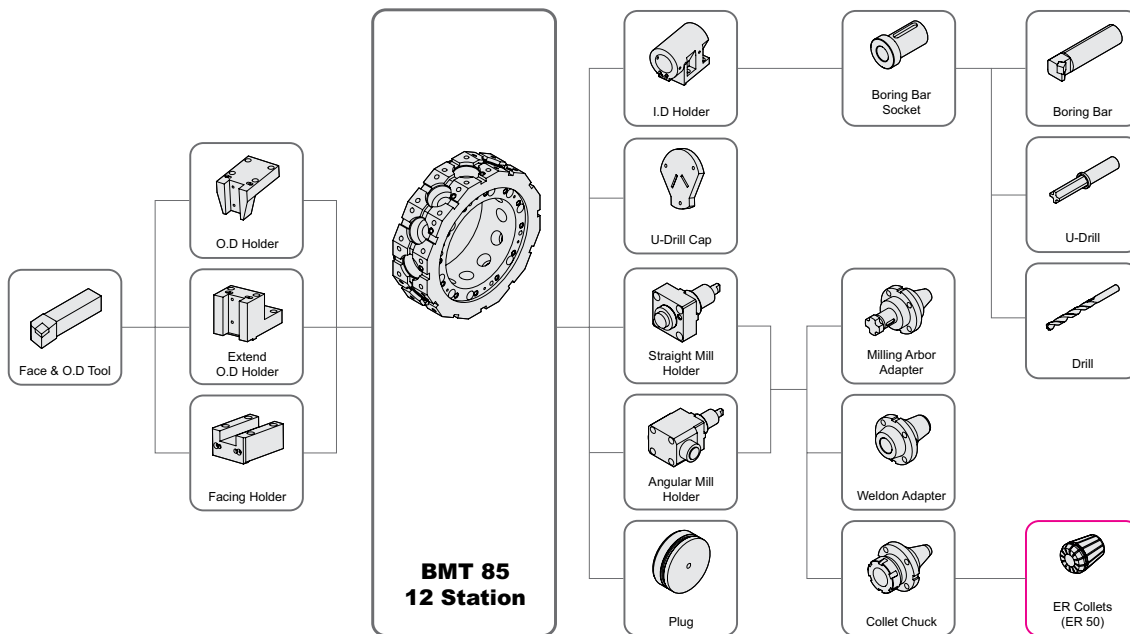 Face & O.D Tool
O.D Holder
Extend
O.D Holder
Facing Holder
BMT 85
12 Station
I.D Holder
U-Drill Cap
Straight Mill
Holder
Angular Mill
Holder
Plug
Boring Bar
Socket
Milling Arbor
Adapter
Weldon Adapter
Collet Chuck
Boring Bar
U-Drill
Drill
ER Collets
(ER 50)